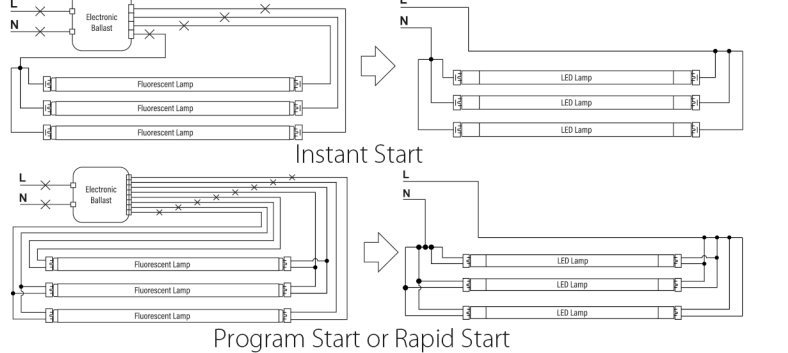 L
N
Electronic
Ballast
Fluorescent Lamp
Fluorescent Lamp
Fluorescent Lamp
L
N
LED Lamp
LED Lamp
LED Lamp
Instant Start
L
N
Electronic
Ballast
Fluorescent Lamp
Fluorescent Lamp
Fluorescent Lamp
L
N
LED Lamp
LED Lamp
LED Lamp
Program Start or Rapid Start